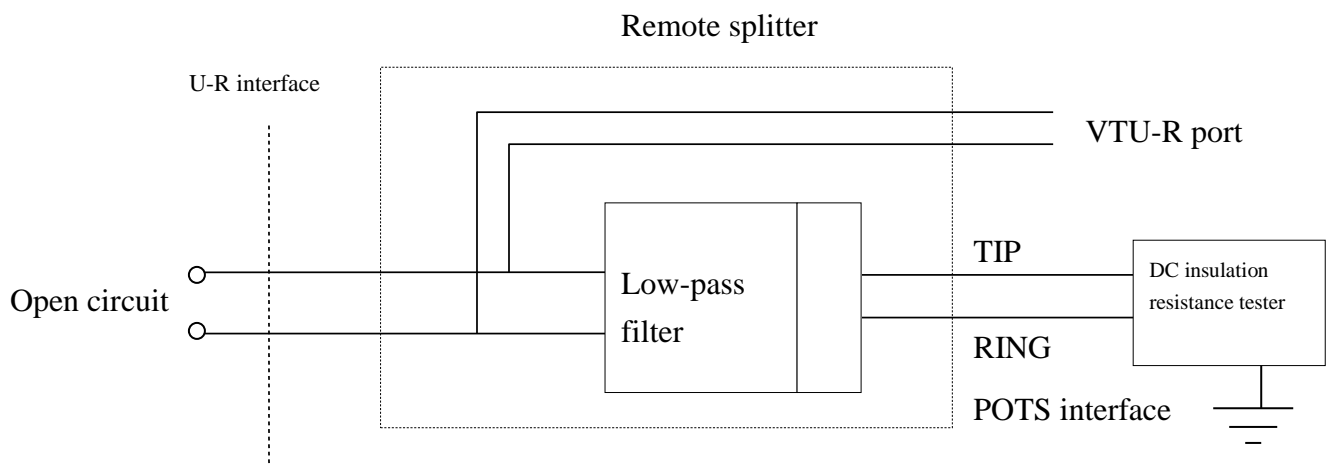 Remote splitter
U-R interface
VTU-R port
TIP
DC insulation
resistance tester
Low-pass
filter
Open circuit
RING
POTS interface